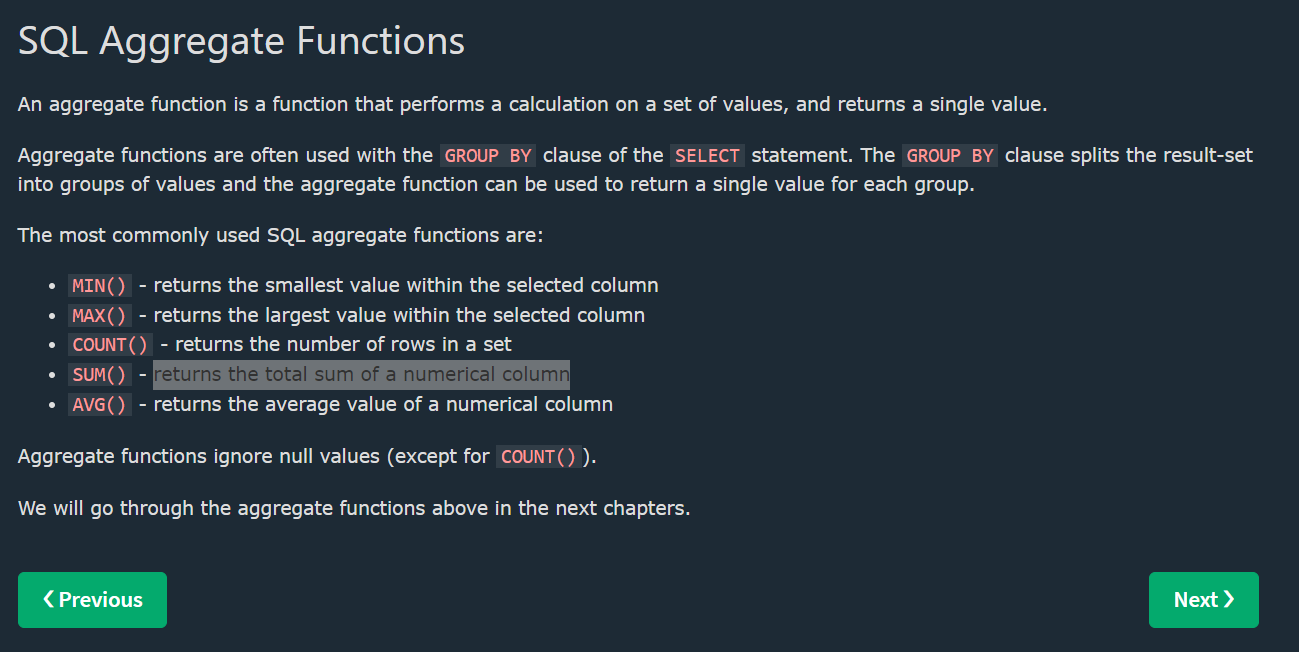 SQL Aggregate Functions
An aggregate function is a function that performs a calculation on a set of values, and returns a single value.
Aggregate functions are often used with the GROUP BY clause of the SELECT statement. The GROUP BY clause splits the result-set
into groups of values and the aggregate function can be used to return a single value for each group.
The most commonly used SQL aggregate functions are:
• MIN() - returns the smallest value within the selected column
• MAX() - returns the largest value within the selected column
• COUNT() - returns the number of rows in a set
• SUM() - returns the total sum of a numerical column
• AVG() - returns the average value of a numerical column
Aggregate functions ignore null values (except for COUNT()).
We will go through the aggregate functions above in the next chapters.
❮ Previous
Next ❯